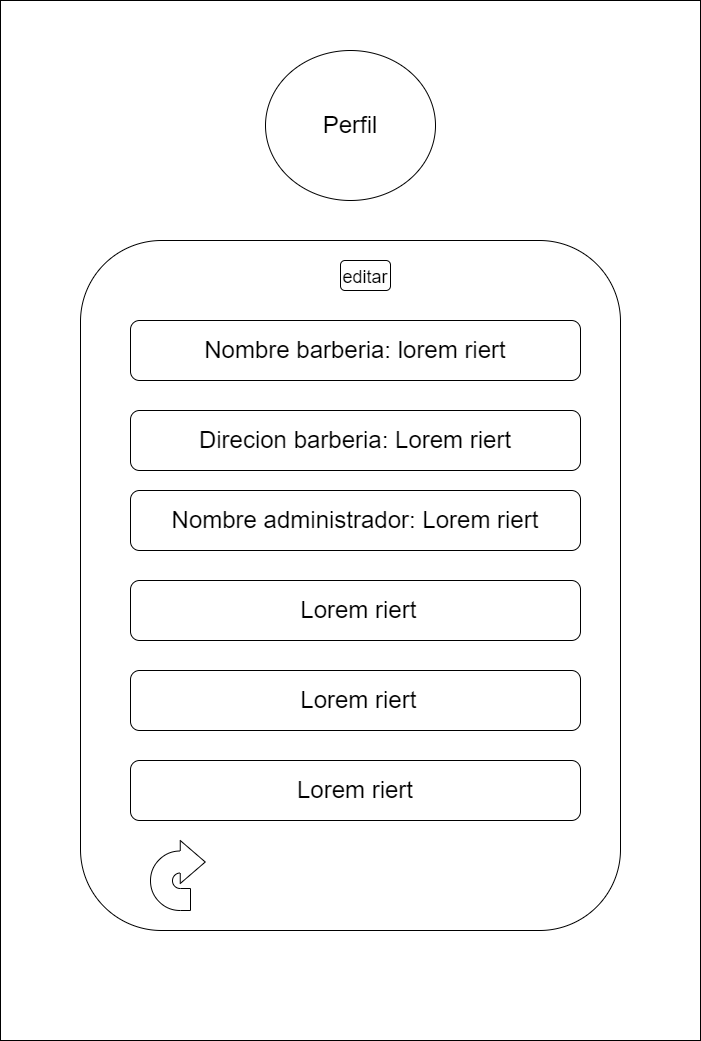 Perfil
editar
Nombre barberia: lorem riert
Direcion barberia: Lorem riert
Nombre administrador: Lorem riert
Lorem riert
Lorem riert
Lorem riert